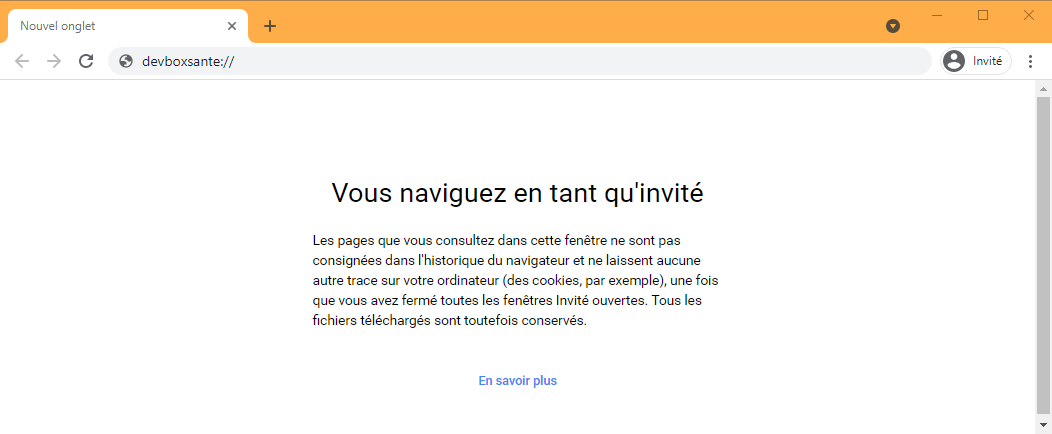 Nouvel onglet
devboxsante://
Invité
Vous naviguez en tant qu'invité
Les pages que vous consultez dans cette fenêtre ne sont pas
consignées dans l'historique du navigateur et ne laissent aucune
autre trace sur votre ordinateur (des cookies, par exemple), une fois
que vous avez fermé toutes les fenêtres Invité ouvertes. Tous les
fichiers téléchargés sont toutefois conservés.
En savoir plus